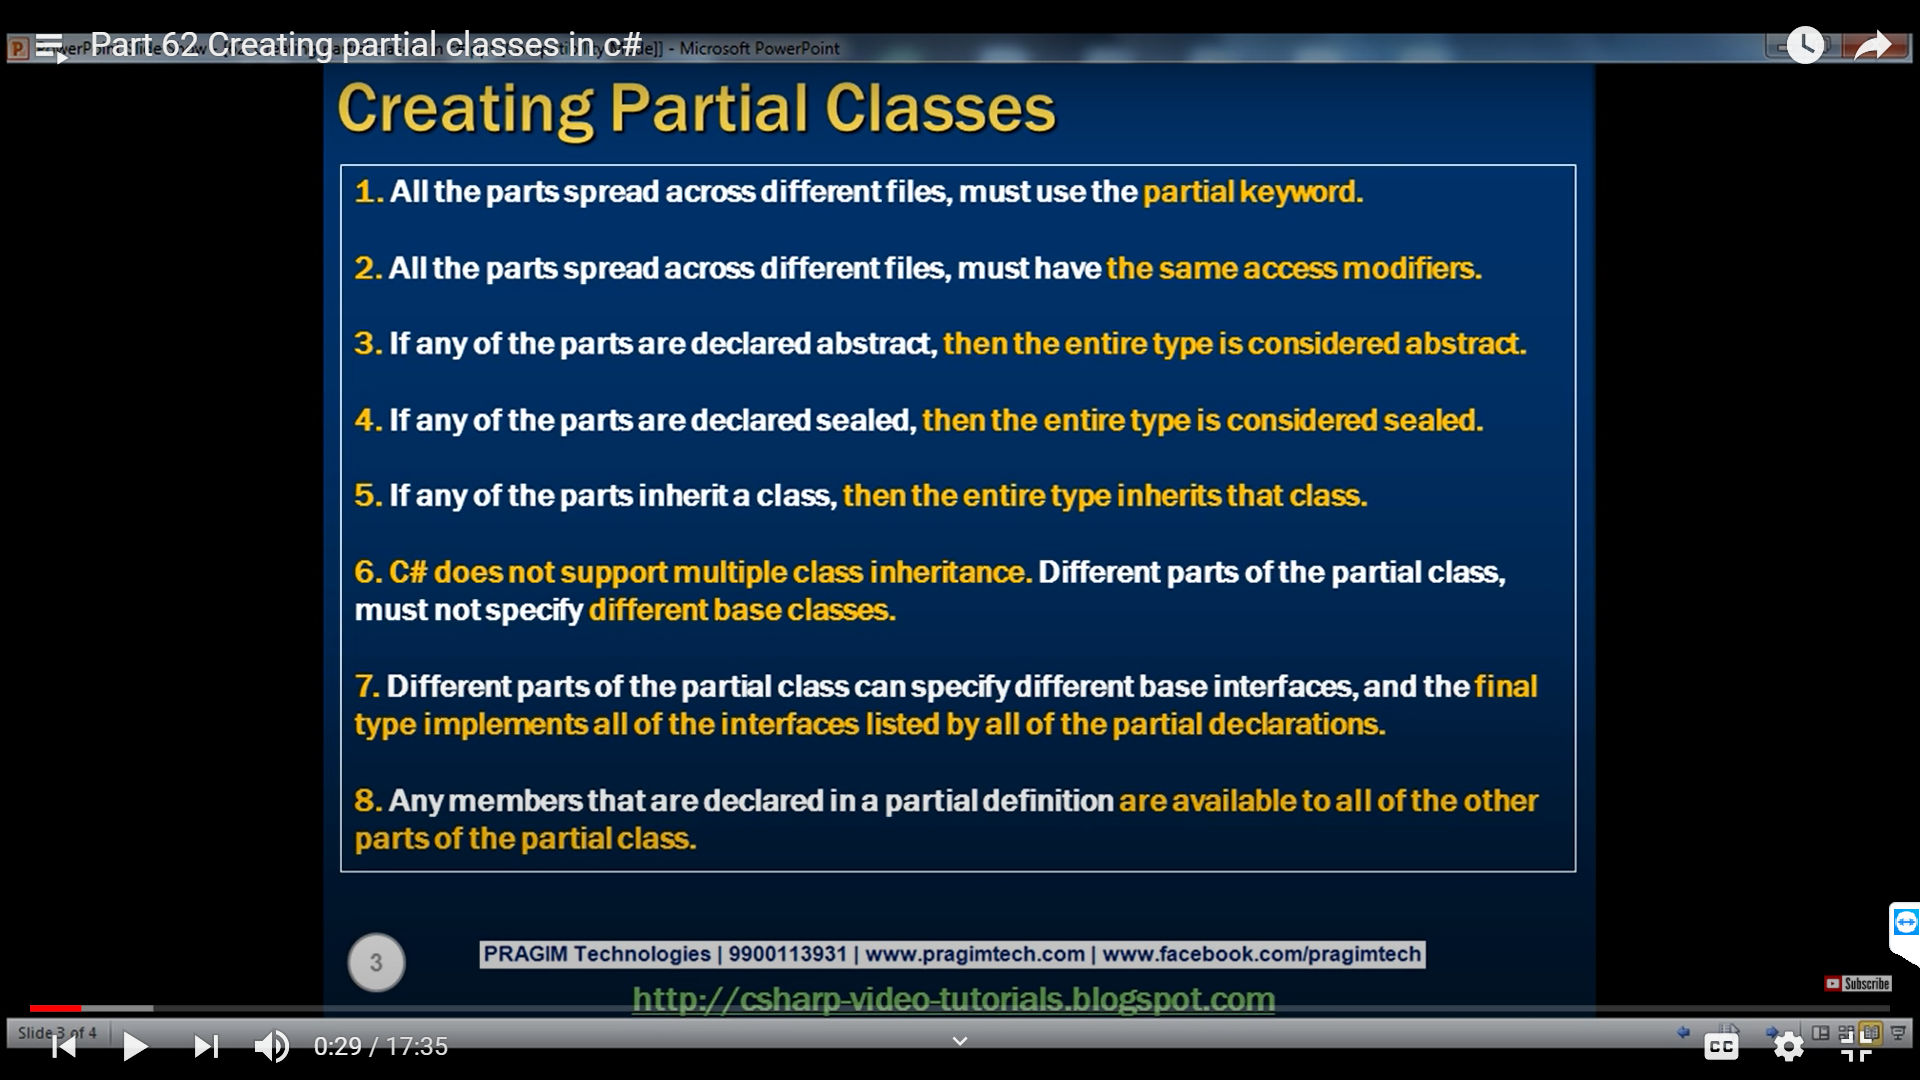 Part 62 Creating partial classes in c#
- Microsoft PowerPoint
Creating Partial Classes
1. All the parts spread across different files, must use the partial keyword.
2. All the parts spread across different files, must have the same access modifiers.
3. If any of the parts are declared abstract, then the entire type is considered abstract.
4. If any of the parts are declared sealed, then the entire type is considered sealed.
5. If any of the parts inherit a class, then the entire type inherits that class.
6. C# does not support multiple class inheritance. Different parts of the partial class,
must not specify different base classes.
7. Different parts of the partial class can specify different base interfaces, and the final
type implements all of the interfaces listed by all of the partial declarations.
8. Any members that are declared in a partial definition are available to all of the other
parts of the partial class.
3
PRAGIM Technologies | 9900113931 | www.pragimtech.com | www.facebook.com/pragimtech
Subscribe
http://csharp-video-tutorials.blogspot.com
Slide 3 of 4
0:29 / 17:35
CC